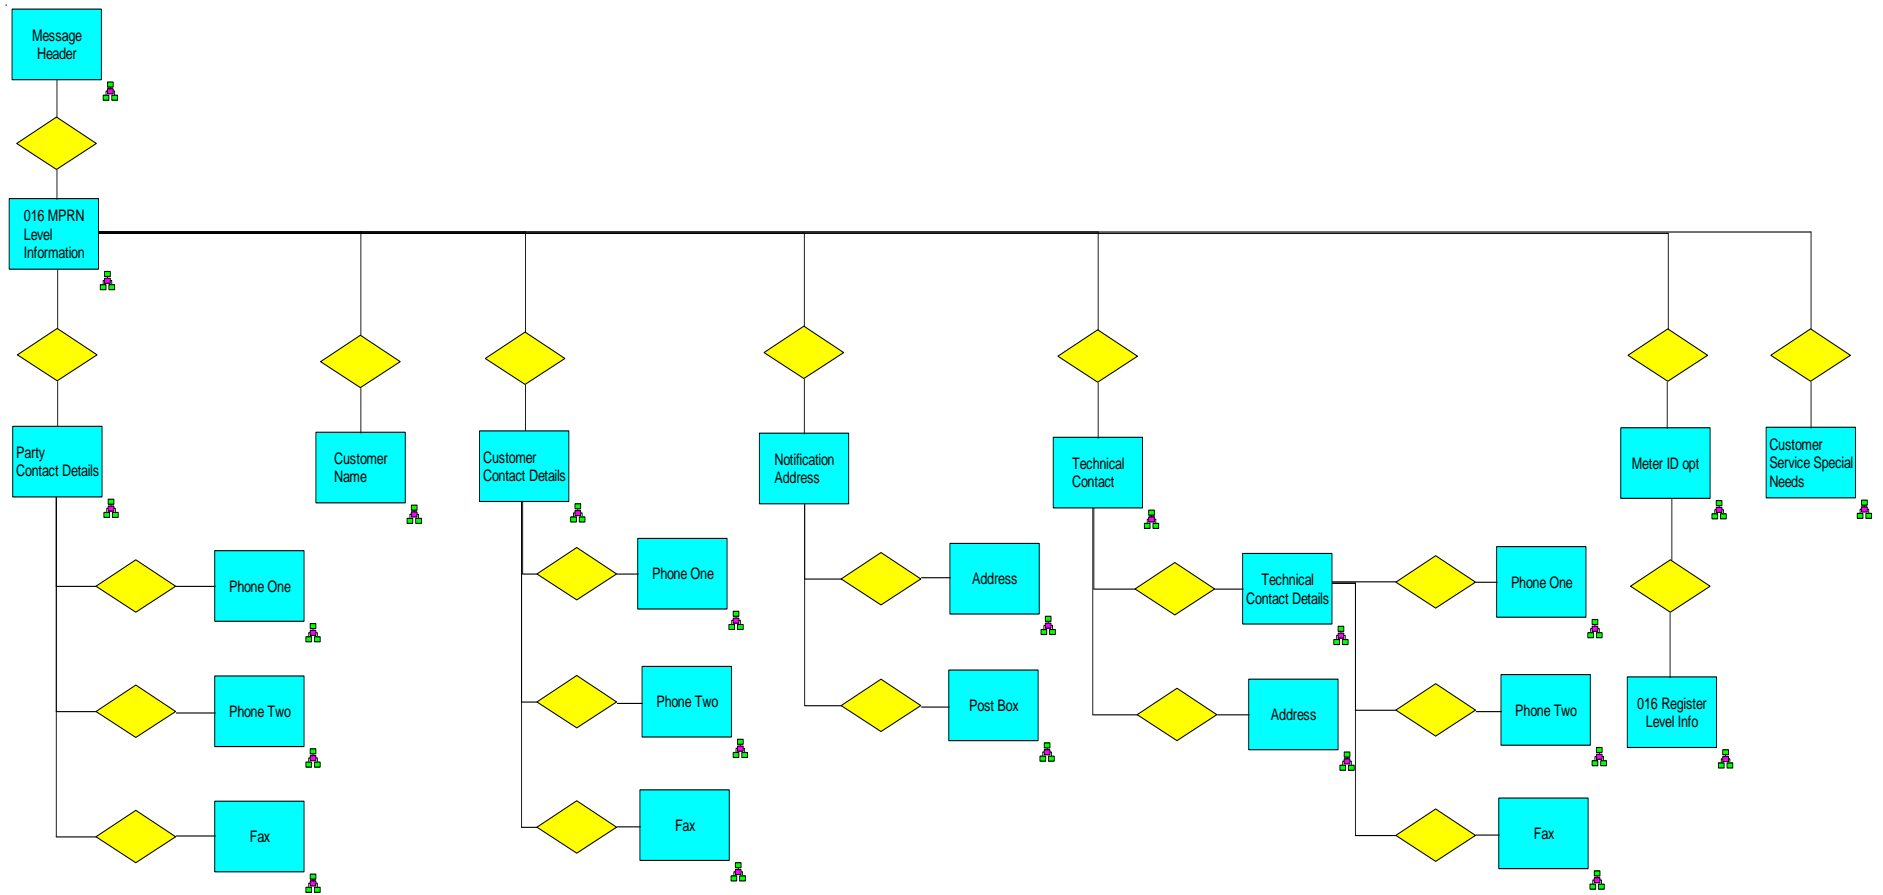 Message
Header
016 MPRN
Level
Information
Party
Contact Details
Customer
Name
Customer
Contact Details
Notification
Address
Technical
Contact
Meter ID opt
Customer
Service Special
Needs
Phone One
Phone One
Address
Technical
Contact Details
Phone One
Phone Two
Phone Two
Post Box
Address
Phone Two
016 Register
Level Info
Fax
Fax
Fax